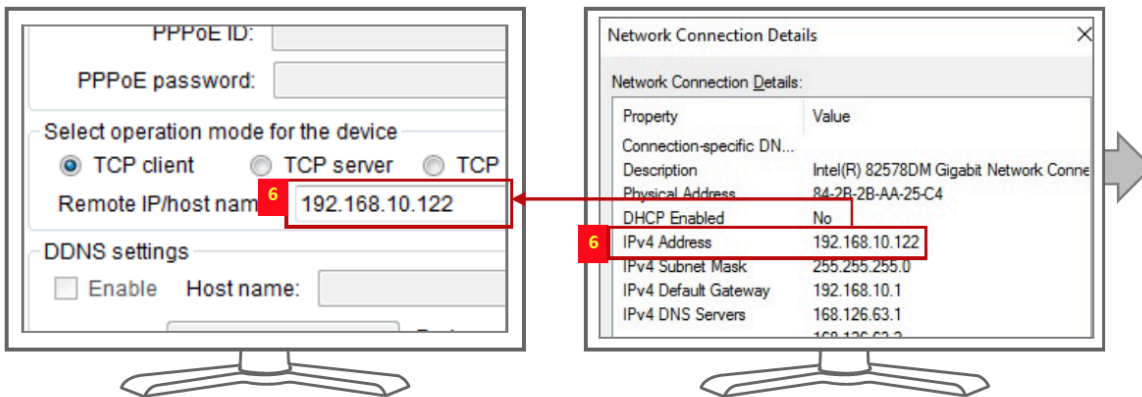 PPPoE ID:
PPPoE password:
Select operation mode for the device
TCP client TCP server TCP
Remote IP/host nam 6 192.168.10.122
DDNS settings
Enable Host name:
Network Connection Details
Network Connection Details:
Property Value
Connection-specific DN...
Description Intel(R) 82578DM Gigabit Network Conne
Physical Address 84-2B-2B-AA-25-C4
DHCP Enabled No
6 IPv4 Address 192.168.10.122
IPv4 Subnet Mask 255.255.255.0
IPv4 Default Gateway 192.168.10.1
IPv4 DNS Servers 168.126.63.1
168.126.63.2